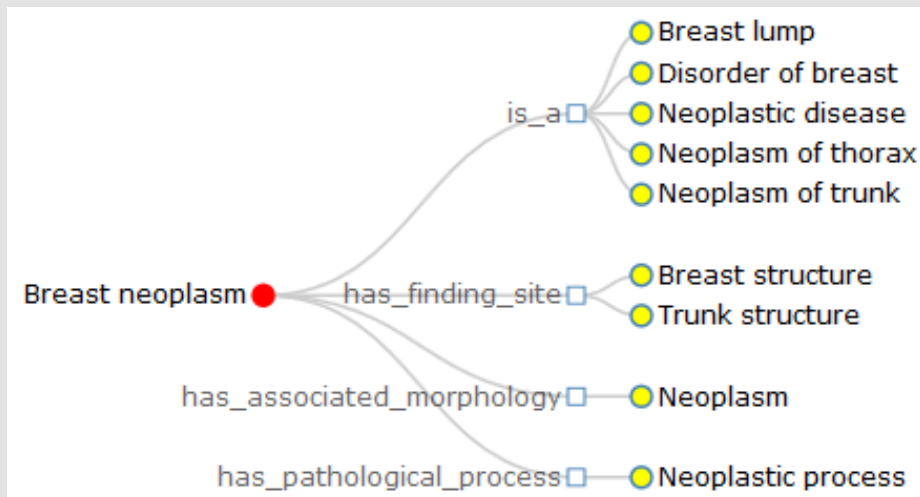 Breast neoplasm
is_a
Breast lump
Disorder of breast
Neoplastic disease
Neoplasm of thorax
Neoplasm of trunk
has_finding_site
Breast structure
Trunk structure
has_associated_morphology
Neoplasm
has_pathological_process
Neoplastic process